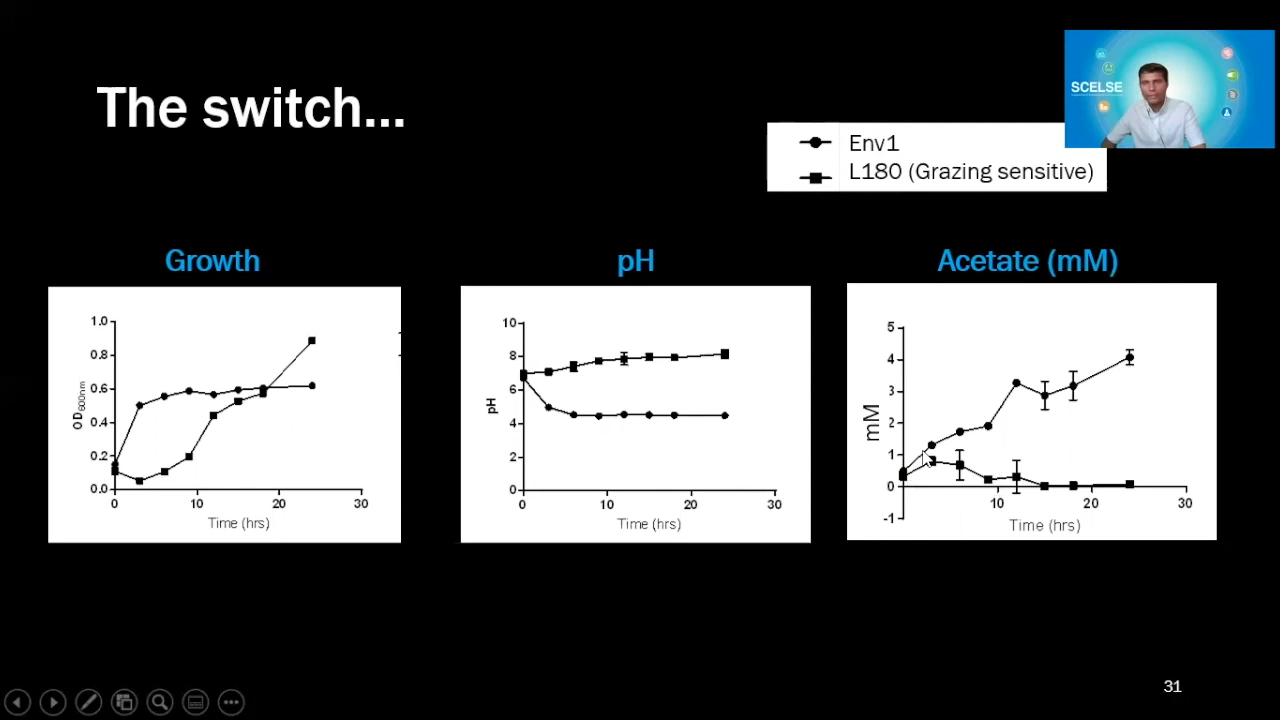 The switch...
SCELSE
Env1
L180 (Grazing sensitive)
Growth
pH
Acetate (mM)
1.0
0.8
0.6
0.4
0.2
0.0
OD600nm
0
10
20
30
Time (hrs)
10
8
6
4
2
0
pH
0
10
20
30
Time (hrs)
5
4
3
2
1
0
-1
mM
10
20
30
Time (hrs)
31